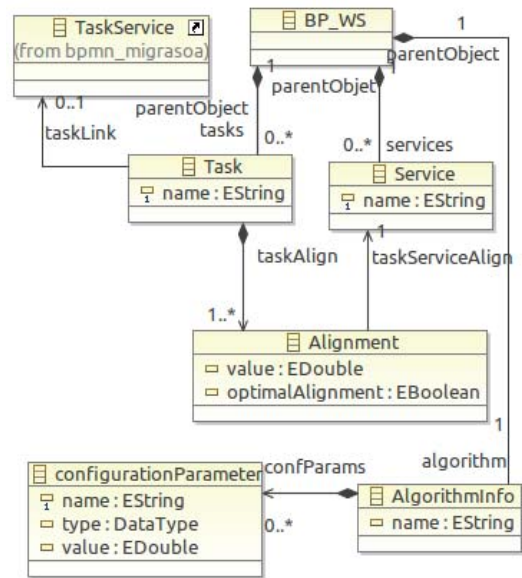 TaskService
(from bpmn_migrasoa)
BP_WS
1
parentObject
0..1
taskLink
parentObject
1
tasks
0..*
parentObjet
1
0..*
services
Task
name : EString
Service
name : EString
taskAlign
1..*
1
taskServiceAlign
Alignment
value : EDouble
optimalAlignment : EBoolean
1
algorithm
configurationParameter
name : EString
type : DataType
value : EDouble
confParams
0..*
AlgorithmInfo
name : EString